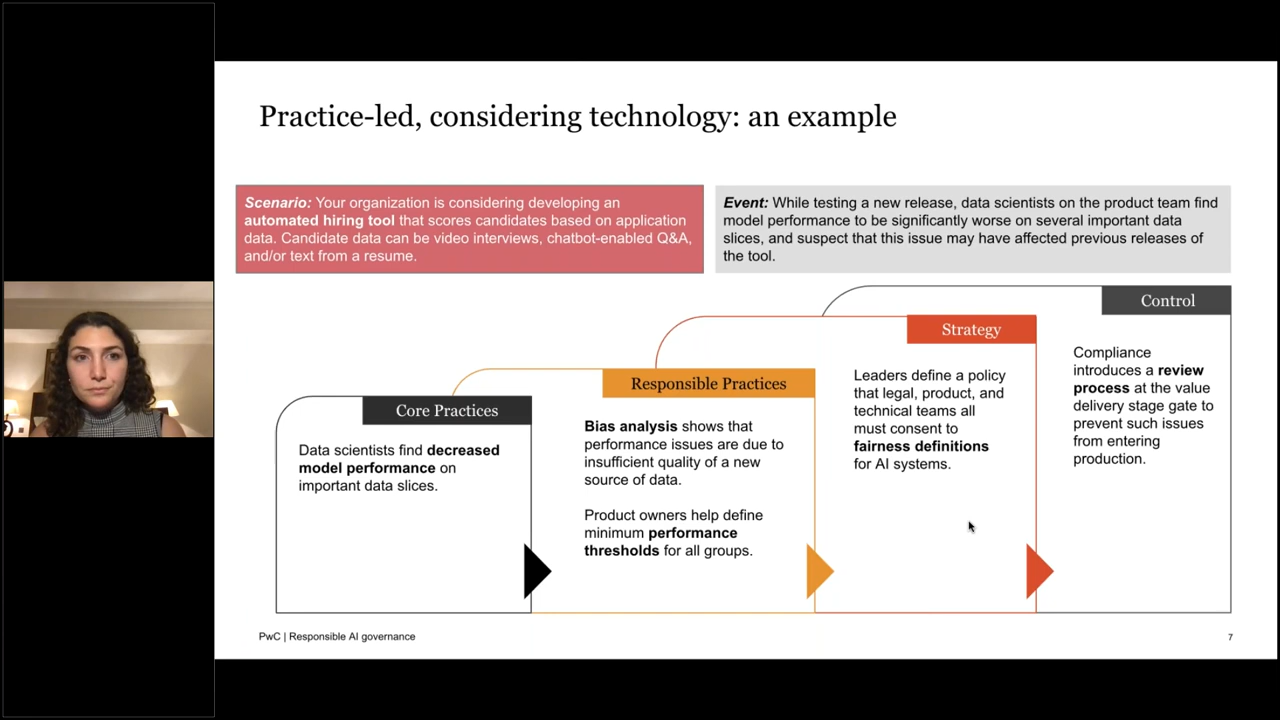 Practice-led, considering technology: an example
Scenario: Your organization is considering developing an
automated hiring tool that scores candidates based on application
data. Candidate data can be video interviews, chatbot-enabled Q&A,
and/or text from a resume.
Event: While testing a new release, data scientists on the product team find
model performance to be significantly worse on several important data
slices, and suspect that this issue may have affected previous releases of
the tool.
Core Practices
Data scientists find decreased
model performance on
important data slices.
Responsible Practices
Bias analysis shows that
performance issues are due to
insufficient quality of a new
source of data.
Product owners help define
minimum performance
thresholds for all groups.
Strategy
Leaders define a policy
that legal, product, and
technical teams all
must consent to
fairness definitions
for AI systems.
Control
Compliance
introduces a review
process at the value
delivery stage gate to
prevent such issues
from entering
production.
PwC | Responsible AI governance
7